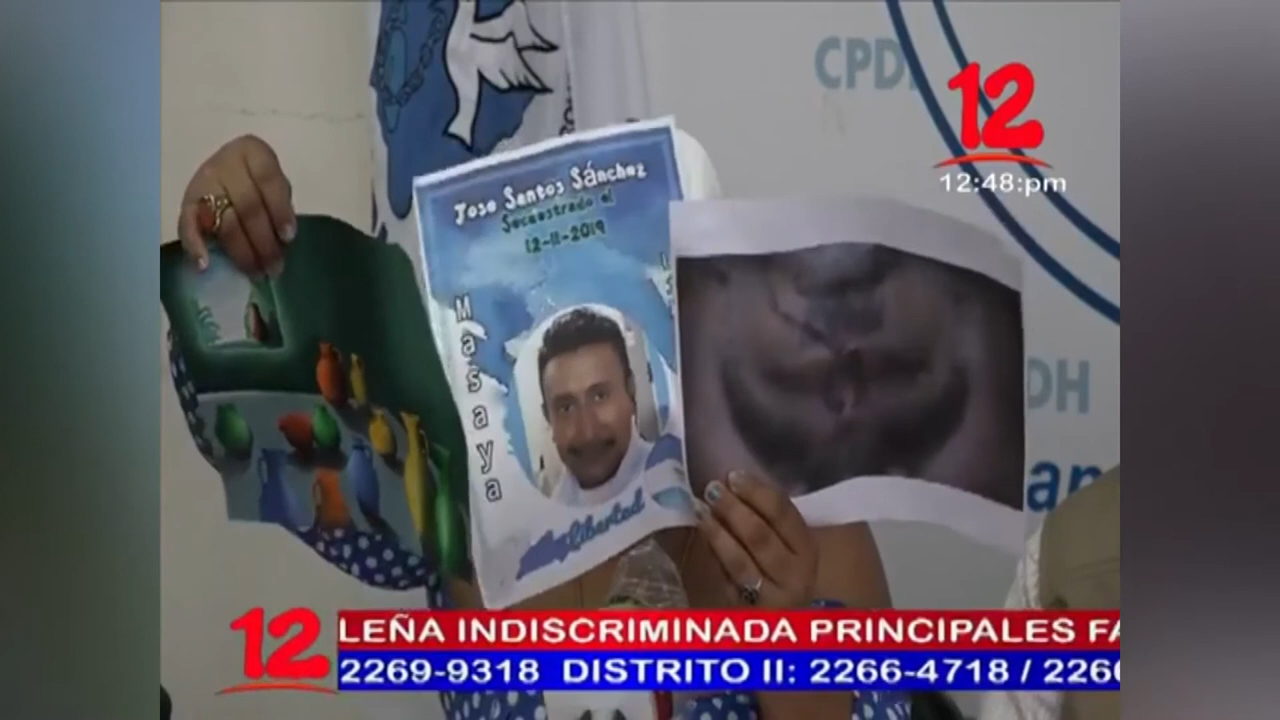 CPD
12
12:48:pm
Jose Santos Sánchez
Secuestrado el
12-11-2019
Masaya
Libertad
DH
an
12
LEÑA INDISCRIMINADA PRINCIPALES FA
2269-9318 DISTRITO II: 2266-4718 / 2266